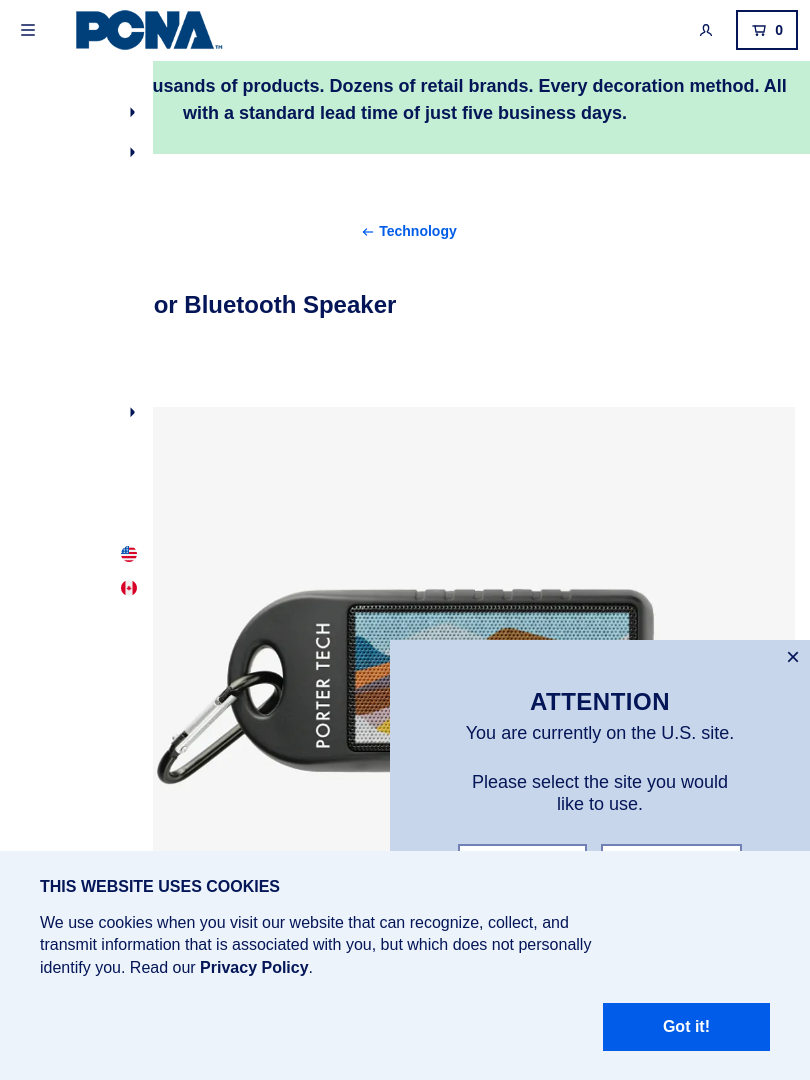 PCNA™
0
usands of products. Dozens of retail brands. Every decoration method. All
with a standard lead time of just five business days.
← Technology
or Bluetooth Speaker
PORTER TECH
ATTENTION
You are currently on the U.S. site.
Please select the site you would
like to use.
THIS WEBSITE USES COOKIES
We use cookies when you visit our website that can recognize, collect, and
transmit information that is associated with you, but which does not personally
identify you. Read our Privacy Policy.
Got it!